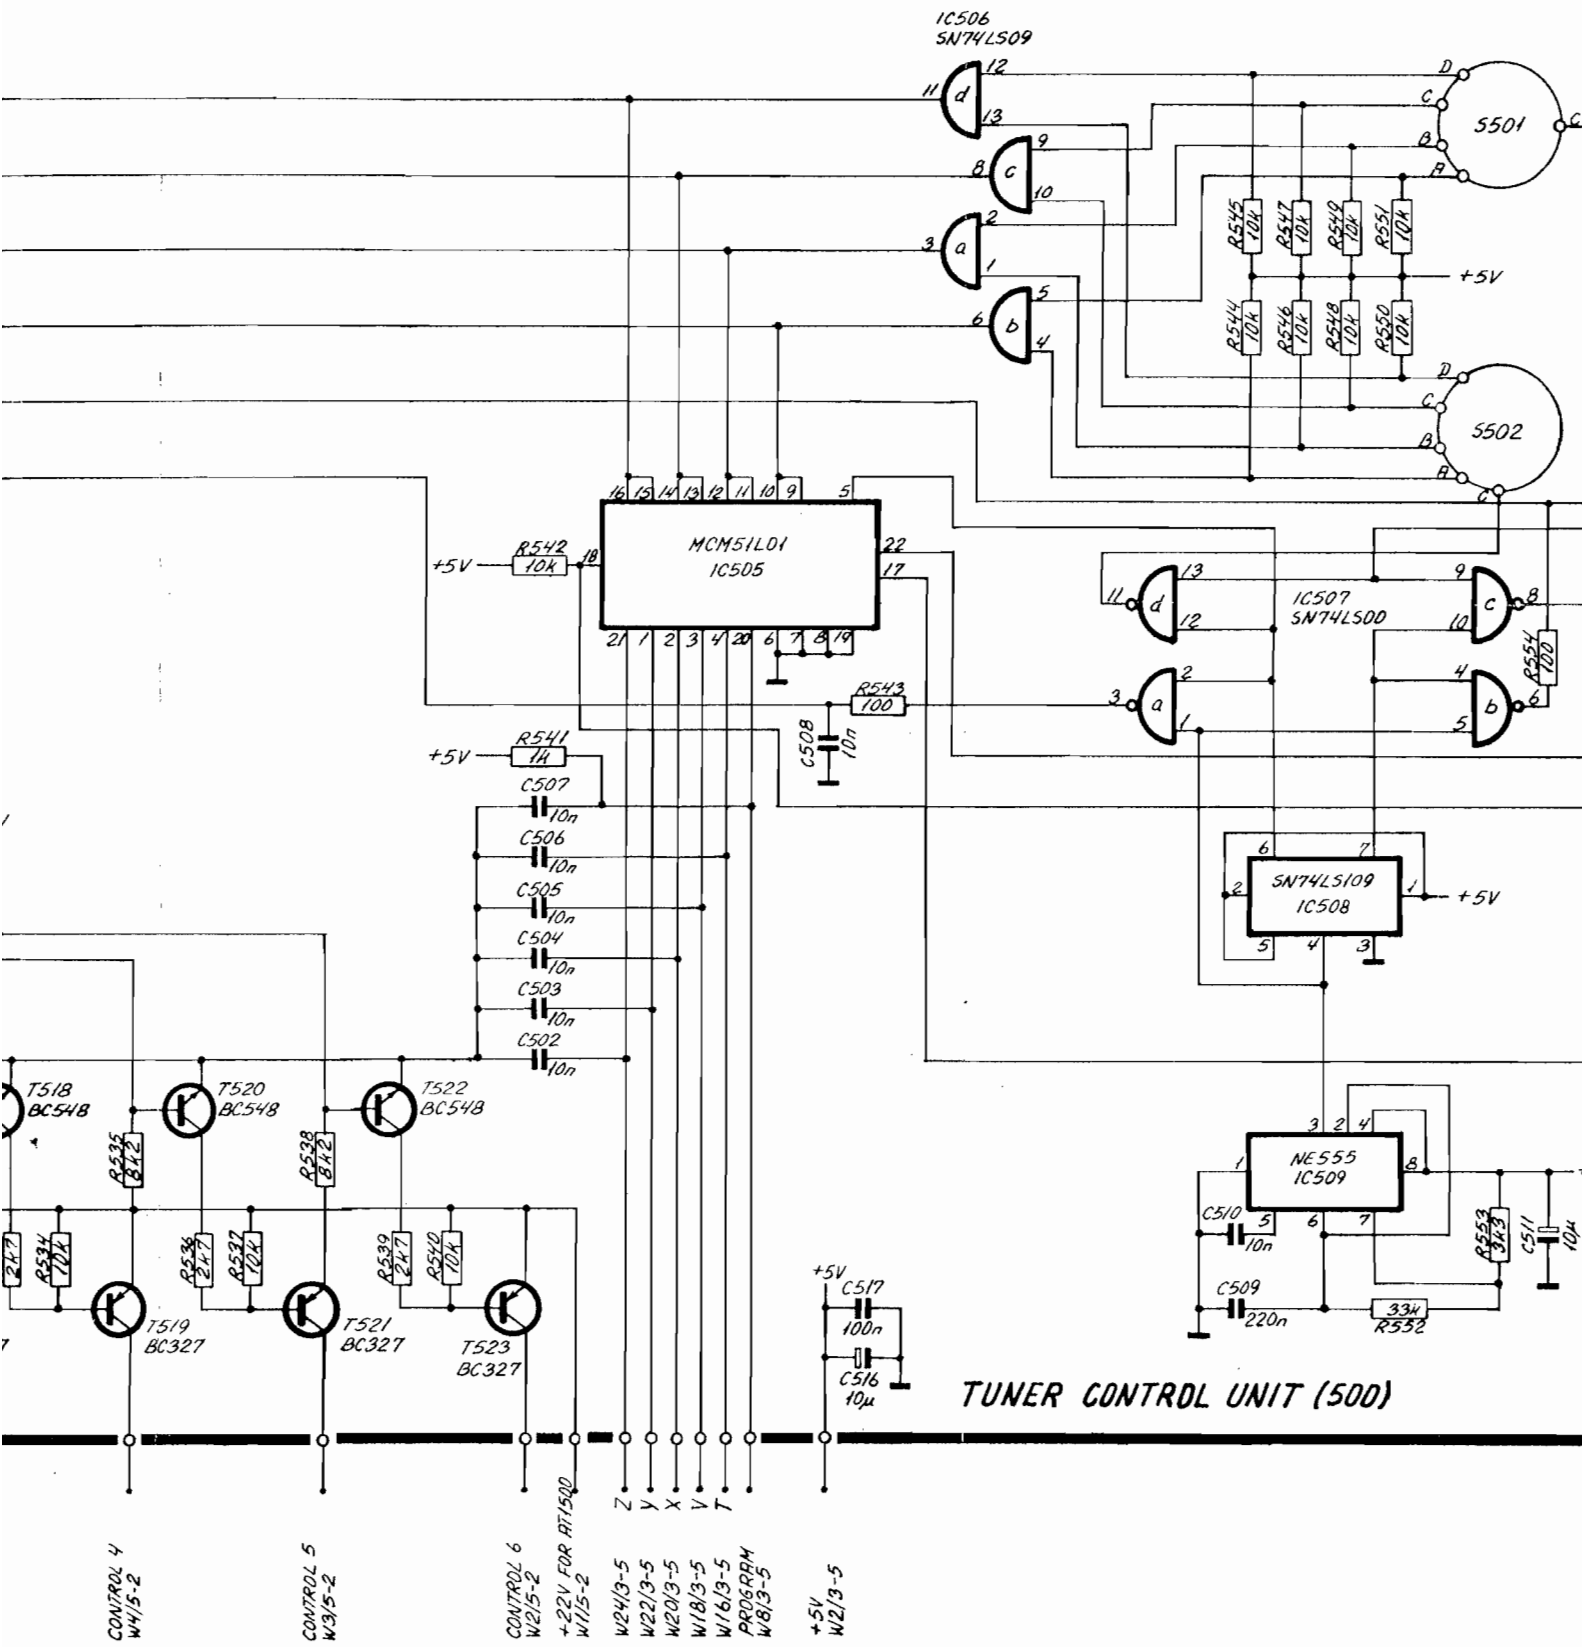 IC506
SN74LS09
12
D
11
d
13
C
S501
C
9
B
8
c
10
A
2
3
a
1
R545
10k
R547
10k
R549
10k
R551
10k
+5V
5
6
b
4
R544
10k
R546
10k
R548
10k
R550
10k
D
C
S502
B
A
C
16
15
14
13
12
11
10
9
5
MCM51L01
IC505
+5V
R542
10k
18
22
17
21
1
2
3
4
20
6
7
8
19
11
d
13
12
IC507
SN74LS00
9
c
8
10
R554
100
3
a
2
1
4
b
6
5
R543
100
C508
10n
+5V
R541
1k
C507
10n
C506
10n
C505
10n
C504
10n
C503
10n
C502
10n
6
7
2
SN74LS109
IC508
1
+5V
5
4
3
T518
BC548
T520
BC548
T522
BC548
R535
8k2
R538
8k2
3
2
4
1
NE555
IC509
8
5
6
7
C510
10n
R553
3k3
C511
10µ
C509
220n
33k
R552
2k7
R534
10k
R536
2k7
R537
10k
R539
2k7
R540
10k
T519
BC327
T521
BC327
T523
BC327
+5V
C517
100n
C516
10µ
TUNER CONTROL UNIT (500)
Z
Y
X
V
T
CONTROL 4
W4/5-2
CONTROL 5
W3/5-2
CONTROL 6
W2/5-2
+22V FOR AT1500
W1/5-2
W24/3-5
W22/3-5
W20/3-5
W18/3-5
W16/3-5
PROGRAM
W8/3-5
+5V
W2/3-5